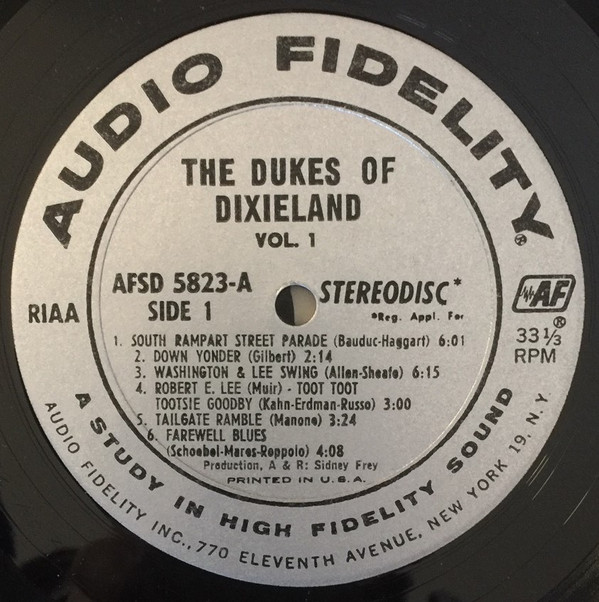 AUDIO FIDELITY®
THE DUKES OF
DIXIELAND
VOL. 1
AFSD 5823-A
SIDE 1
STEREODISC*
*Reg. Appl. For
RIAA
AF®
33 1/3
RPM
1. SOUTH RAMPART STREET PARADE (Bauduc-Haggart) 6:01
2. DOWN YONDER (Gilbert) 2:14
3. WASHINGTON & LEE SWING (Allen-Sheafe) 6:15
4. ROBERT E. LEE (Muir) - TOOT TOOT
TOOTSIE GOODBY (Kahn-Erdman-Russo) 3:00
5. TAILGATE RAMBLE (Manone) 3:24
6. FAREWELL BLUES
(Schoebel-Mares-Roppolo) 4:08
Production, A & R: Sidney Frey
PRINTED IN U.S.A.
A STUDY IN HIGH FIDELITY SOUND
AUDIO FIDELITY INC., 770 ELEVENTH AVENUE, NEW YORK 19, N.Y.